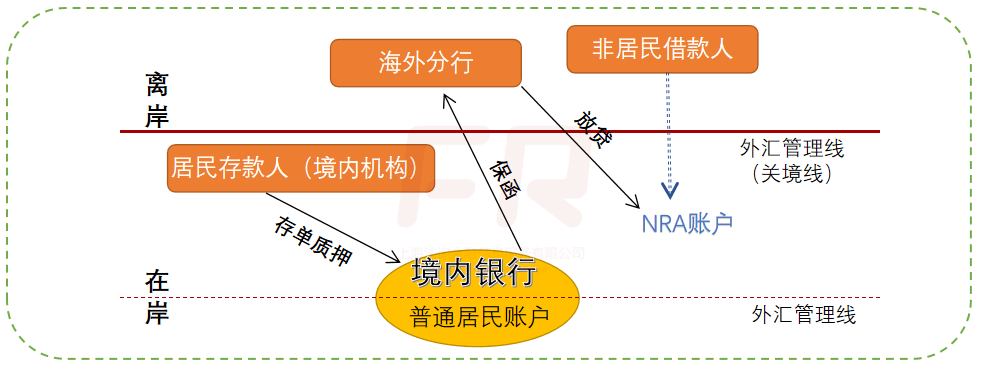 海外分行
非居民借款人
离岸
放贷
外汇管理线
（关境线）
居民存款人（境内机构）
保函
NRA账户
存单质押
境内银行
在岸
普通居民账户
外汇管理线